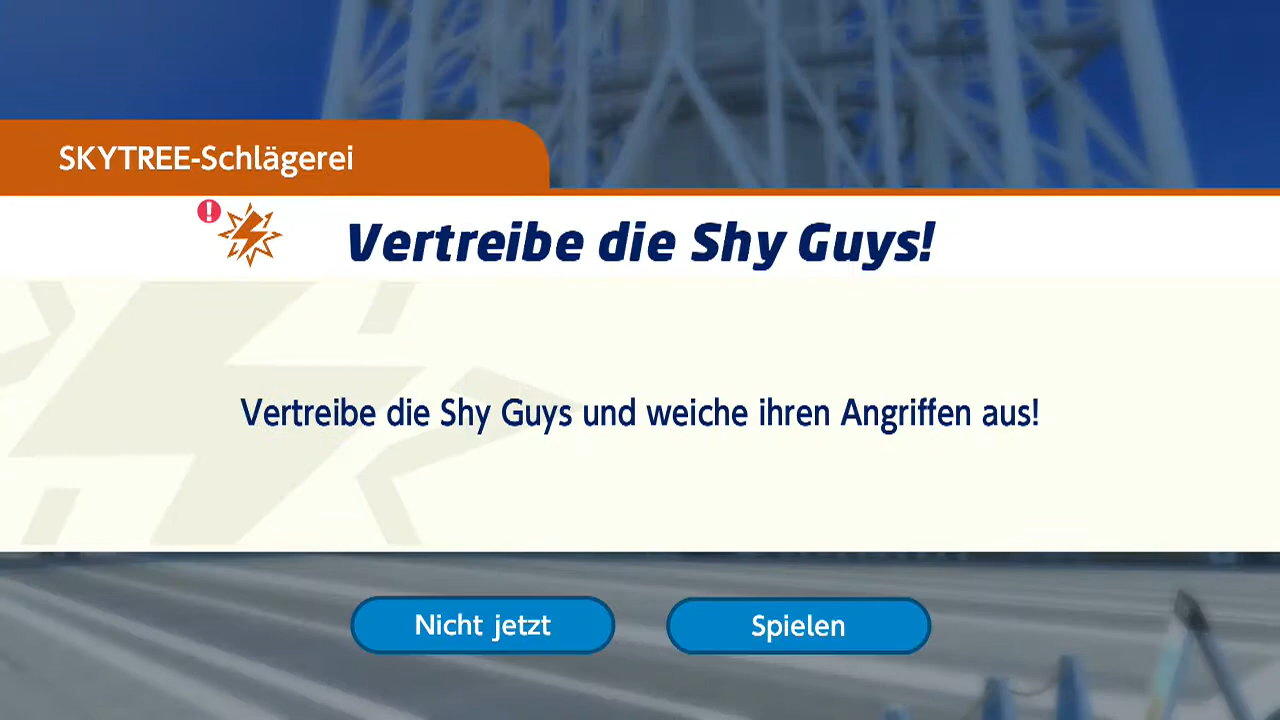 SKYTREE-Schlägerei
Vertreibe die Shy Guys!
Vertreibe die Shy Guys und weiche ihren Angriffen aus!
Nicht jetzt
Spielen